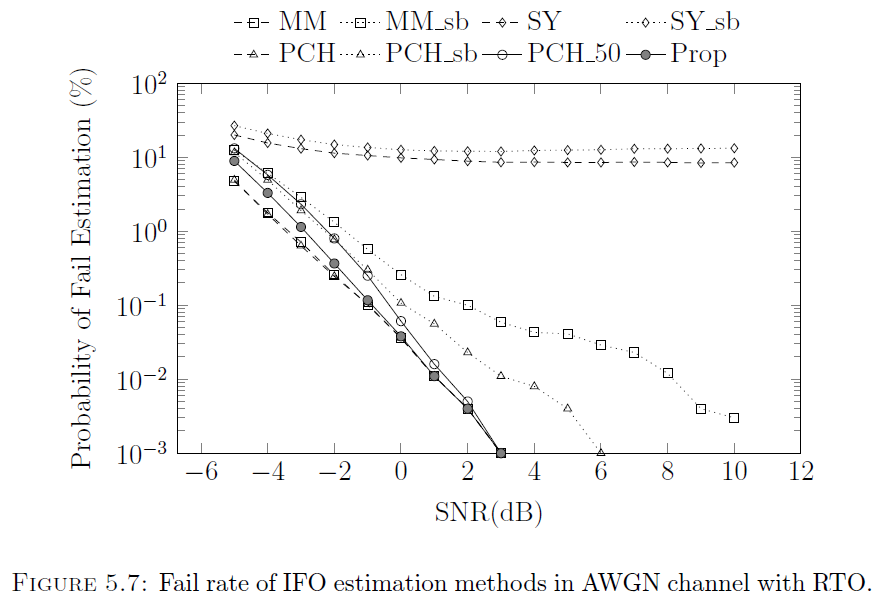 MM MM_sb SY SY_sb
PCH PCH_sb PCH_50 Prop
Probability of Fail Estimation (%)
10^2
10^1
10^0
10^−1
10^−2
10^−3
−6 −4 −2 0 2 4 6 8 10 12
SNR(dB)
FIGURE 5.7: Fail rate of IFO estimation methods in AWGN channel with RTO.